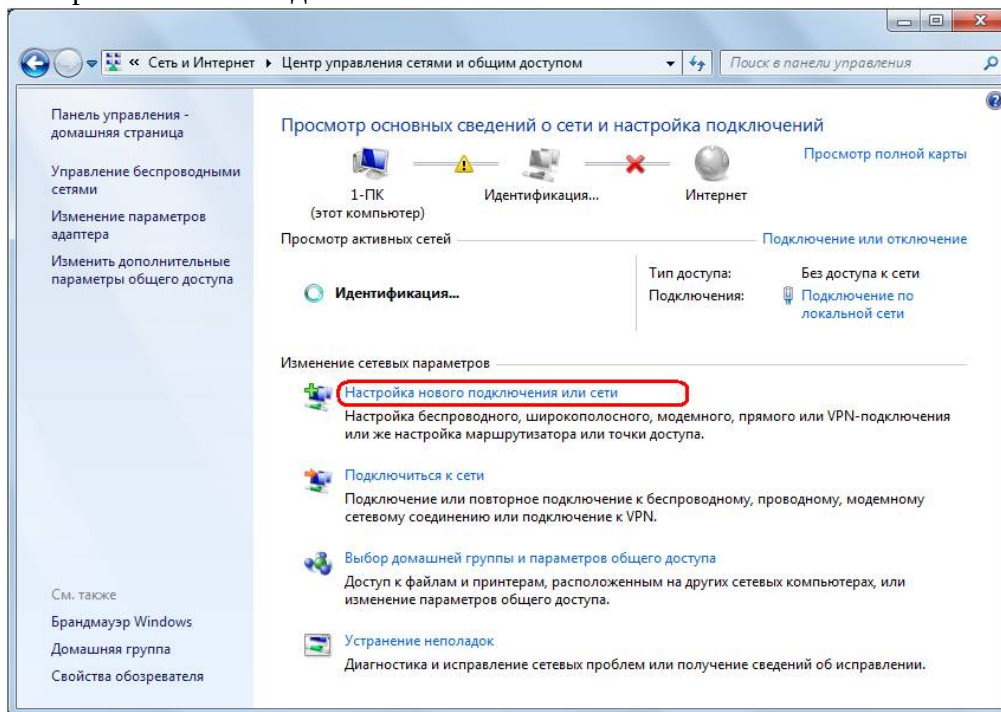 « Сеть и Интернет ▸ Центр управления сетями и общим доступом
Поиск в панели управления
Панель управления -
домашняя страница
Управление беспроводными
сетями
Изменение параметров
адаптера
Изменить дополнительные
параметры общего доступа
См. также
Брандмауэр Windows
Домашняя группа
Свойства обозревателя
Просмотр основных сведений о сети и настройка подключений
Просмотр полной карты
1-ПК
(этот компьютер)
Идентификация...
Интернет
Просмотр активных сетей
Подключение или отключение
Идентификация...
Тип доступа: Без доступа к сети
Подключения: Подключение по
локальной сети
Изменение сетевых параметров
Настройка нового подключения или сети
Настройка беспроводного, широкополосного, модемного, прямого или VPN-подключения
или же настройка маршрутизатора или точки доступа.
Подключиться к сети
Подключение или повторное подключение к беспроводному, проводному, модемному
сетевому соединению или подключение к VPN.
Выбор домашней группы и параметров общего доступа
Доступ к файлам и принтерам, расположенным на других сетевых компьютерах, или
изменение параметров общего доступа.
Устранение неполадок
Диагностика и исправление сетевых проблем или получение сведений об исправлении.